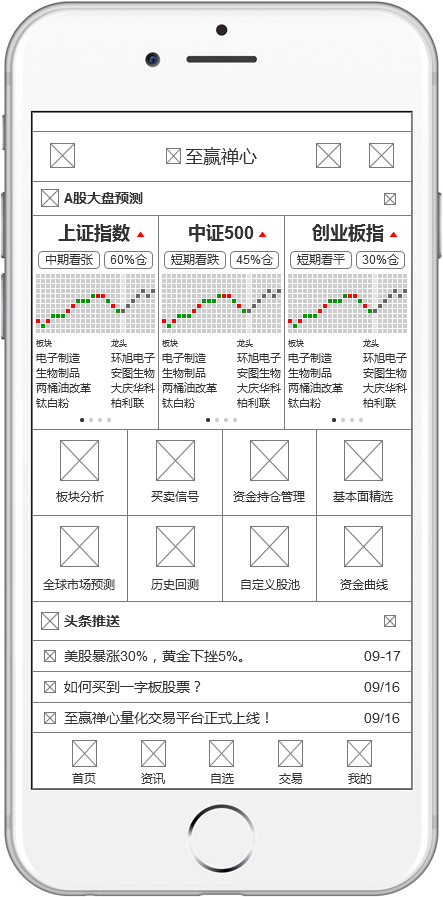 至赢禅心
A股大盘预测
上证指数 中证500 创业板指
中期看张 60%仓 短期看跌 45%仓 短期看平 30%仓
板块 龙头 板块 龙头 板块 龙头
电子制造 环旭电子 电子制造 环旭电子 电子制造 环旭电子
生物制品 安图生物 生物制品 安图生物 生物制品 安图生物
两桶油改革 大庆华科 两桶油改革 大庆华科 两桶油改革 大庆华科
钛白粉 柏利联 钛白粉 柏利联 钛白粉 柏利联
板块分析 买卖信号 资金持仓管理 基本面精选
全球市场预测 历史回测 自定义股池 资金曲线
头条推送
美股暴涨30%，黄金下挫5%。 09-17
如何买到一字板股票？ 09/16
至赢禅心量化交易平台正式上线！ 09/16
首页 资讯 自选 交易 我的